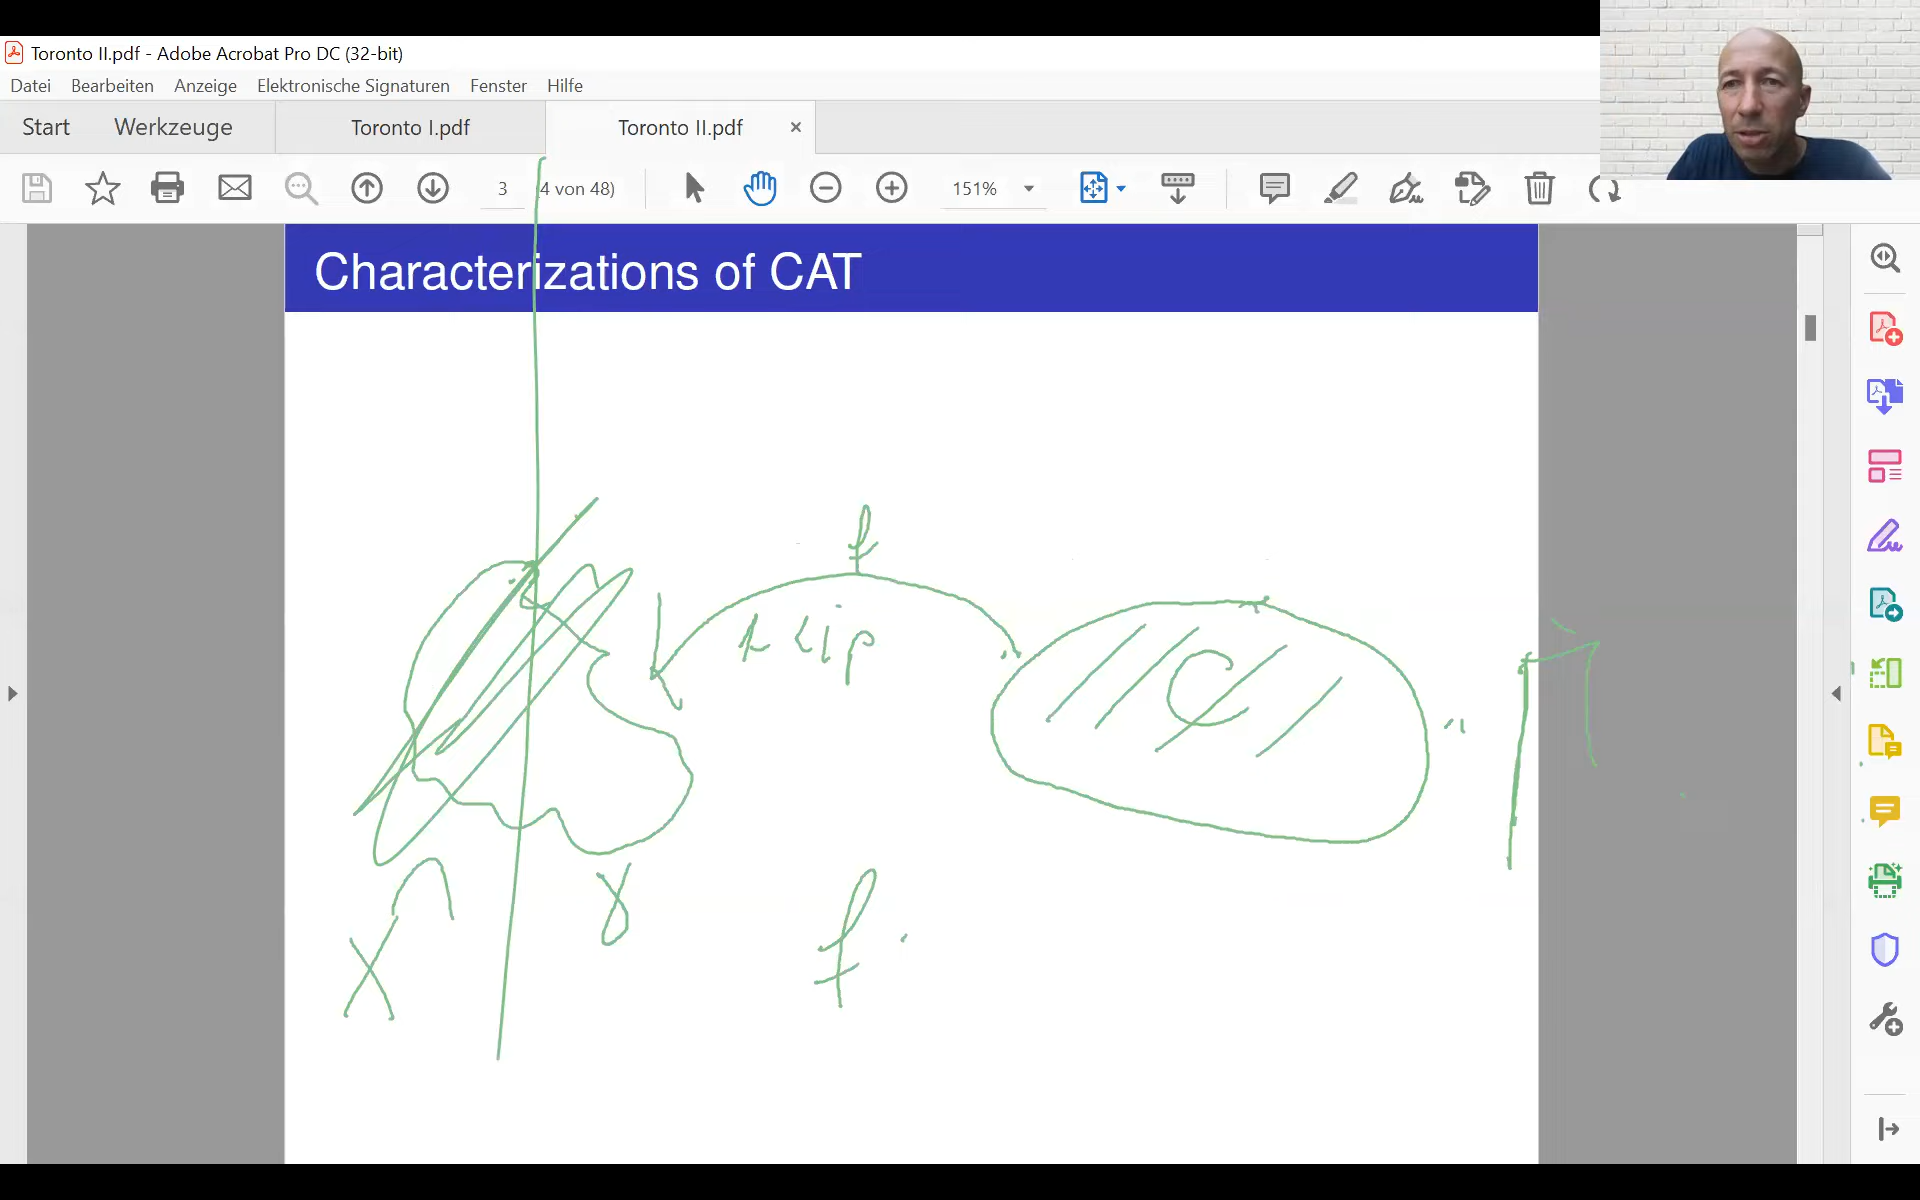 Toronto II.pdf - Adobe Acrobat Pro DC (32-bit)
Datei Bearbeiten Anzeige Elektronische Signaturen Fenster Hilfe
Start Werkzeuge Toronto I.pdf Toronto II.pdf ×
3 (4 von 48) 151%
Characterizations of CAT
f
1-Lip
C
X
γ
f